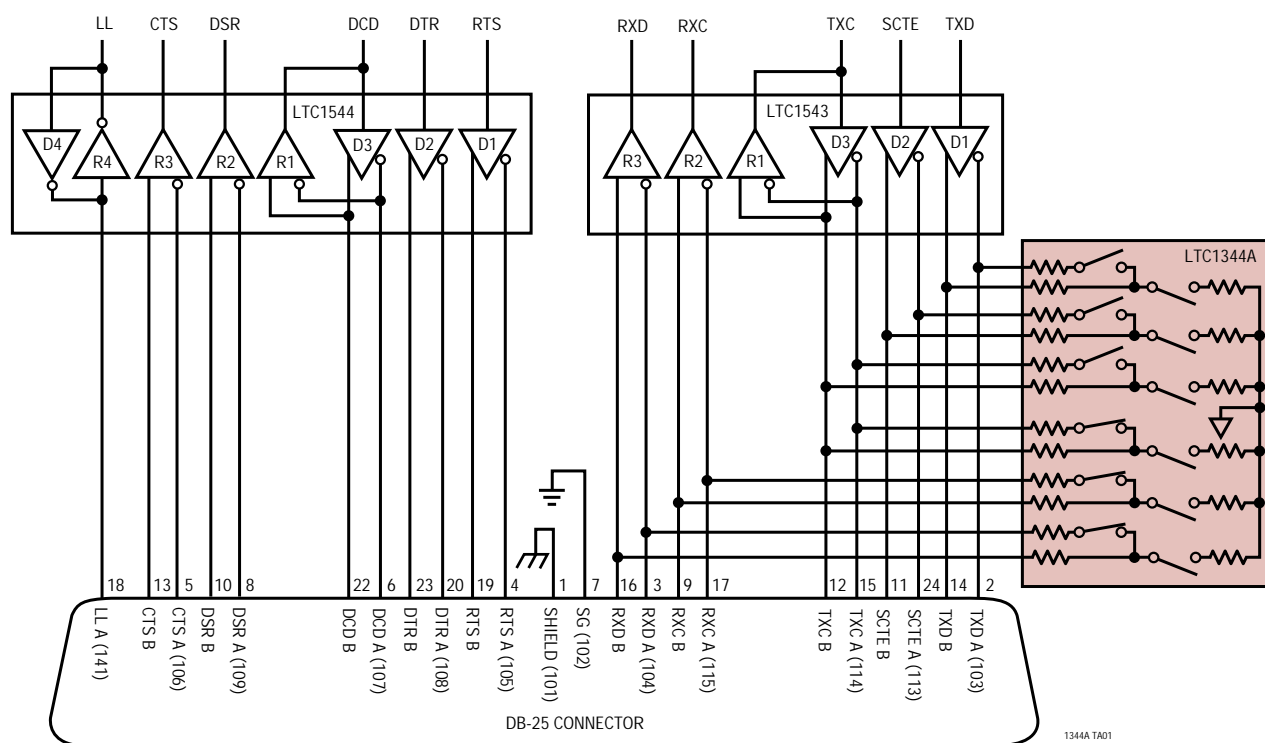 LL CTS DSR DCD DTR RTS RXD RXC TXC SCTE TXD
LTC1544 LTC1543
D4 R4 R3 R2 R1 D3 D2 D1 R3 R2 R1 D3 D2 D1
LTC1344A
18 13 5 10 8 22 6 23 20 19 4 1 7 16 3 9 17 12 15 11 24 14 2
LL A (141)
CTS B
CTS A (106)
DSR B
DSR A (109)
DCD B
DCD A (107)
DTR B
DTR A (108)
RTS B
RTS A (105)
SHIELD (101)
SG (102)
RXD B
RXD A (104)
RXC B
RXC A (115)
TXC B
TXC A (114)
SCTE B
SCTE A (113)
TXD B
TXD A (103)
DB-25 CONNECTOR
1344A TA01